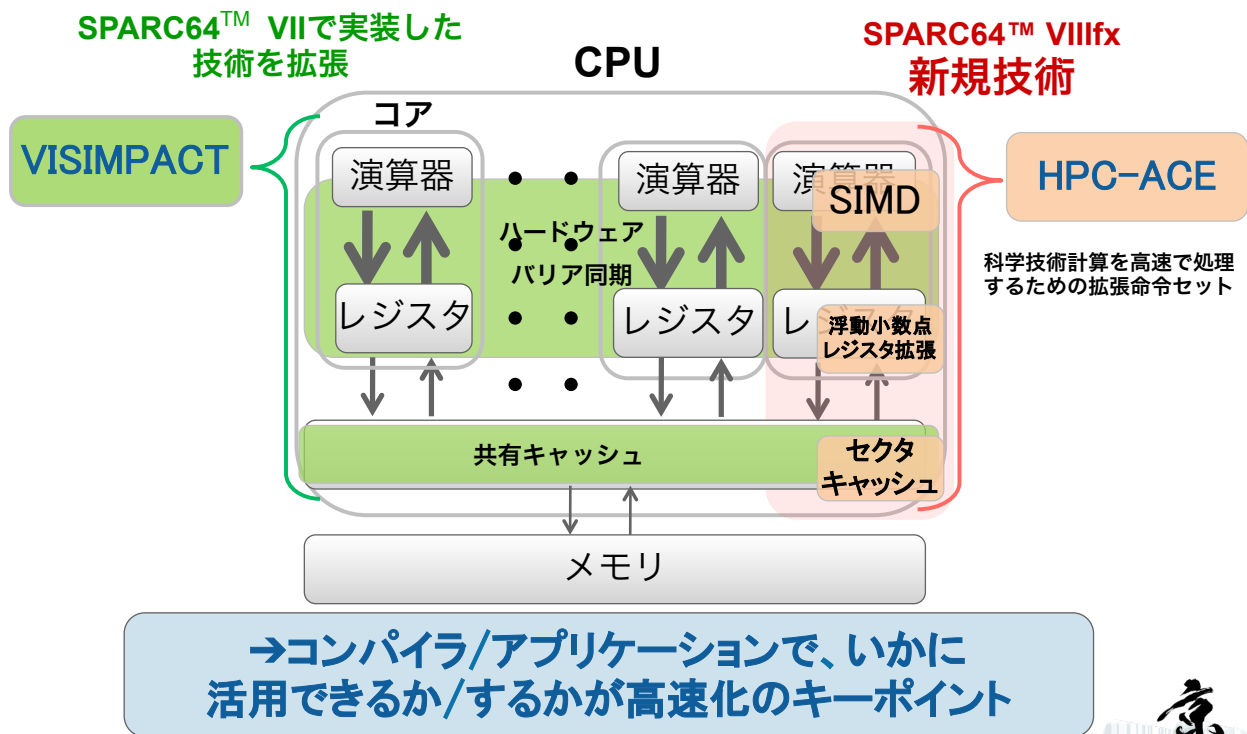 SPARC64™ VIIで実装した
技術を拡張
CPU
SPARC64™ VIIIfx
新規技術
コア
VISIMPACT
演算器
演算器
演算器
SIMD
HPC-ACE
ハードウェア
バリア同期
科学技術計算を高速で処理
するための拡張命令セット
レジスタ
レジスタ
レジスタ
浮動小数点
レジスタ拡張
共有キャッシュ
セクタ
キャッシュ
メモリ
➔コンパイラ/アプリケーションで、いかに
活用できるか/するかが高速化のキーポイント
京